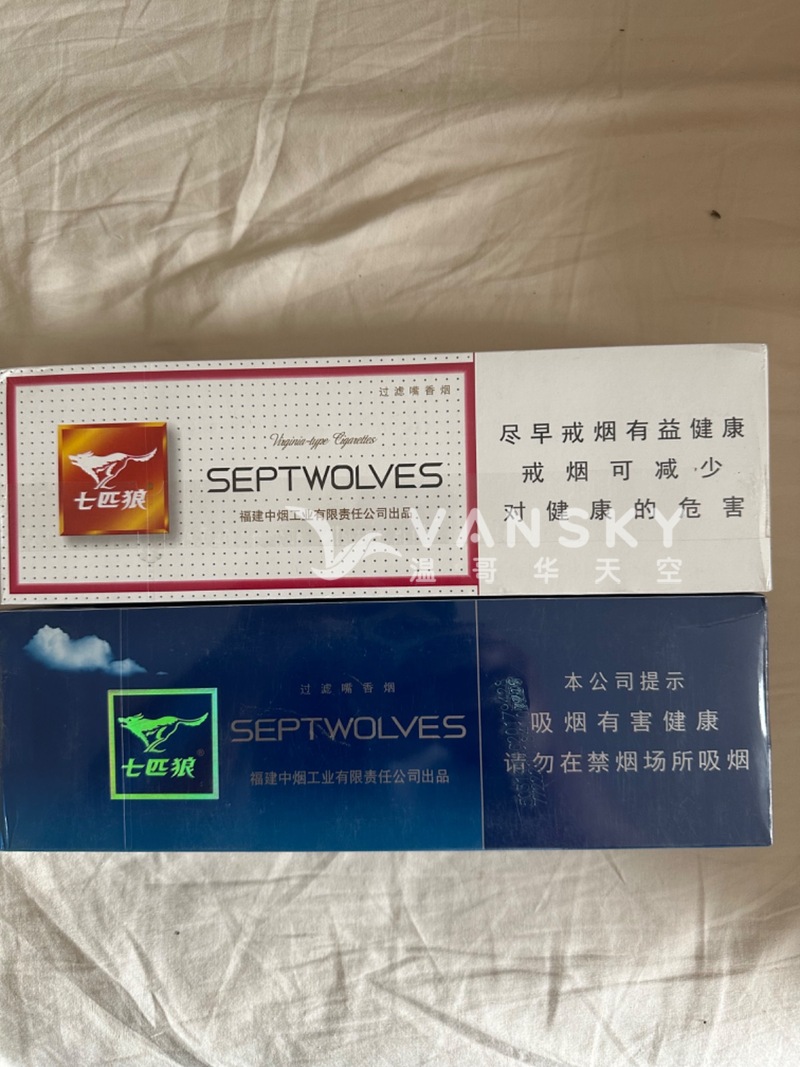 过滤嘴香烟
Virginia-type Cigarettes
SEPTWOLVES
七匹狼
福建中烟工业有限责任公司出品
尽早戒烟有益健康
戒烟可减少
对健康的危害
VANSKY
温哥华天空
过滤嘴香烟
SEPTWOLVES
七匹狼®
福建中烟工业有限责任公司出品
本公司提示
吸烟有害健康
请勿在禁烟场所吸烟